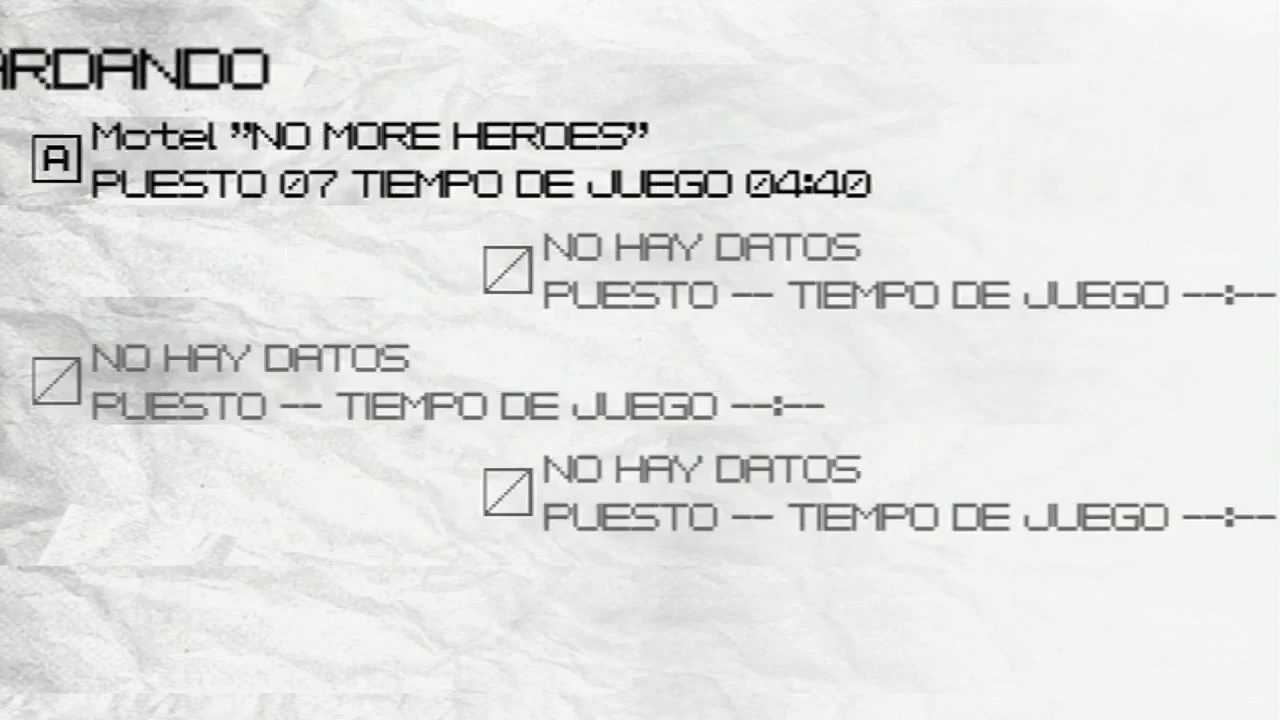 ARDANDO
A Motel "NO MORE HEROES"
PUESTO 07 TIEMPO DE JUEGO 04:40
NO HAY DATOS
PUESTO -- TIEMPO DE JUEGO --:--
NO HAY DATOS
PUESTO -- TIEMPO DE JUEGO --:--
NO HAY DATOS
PUESTO -- TIEMPO DE JUEGO --:--